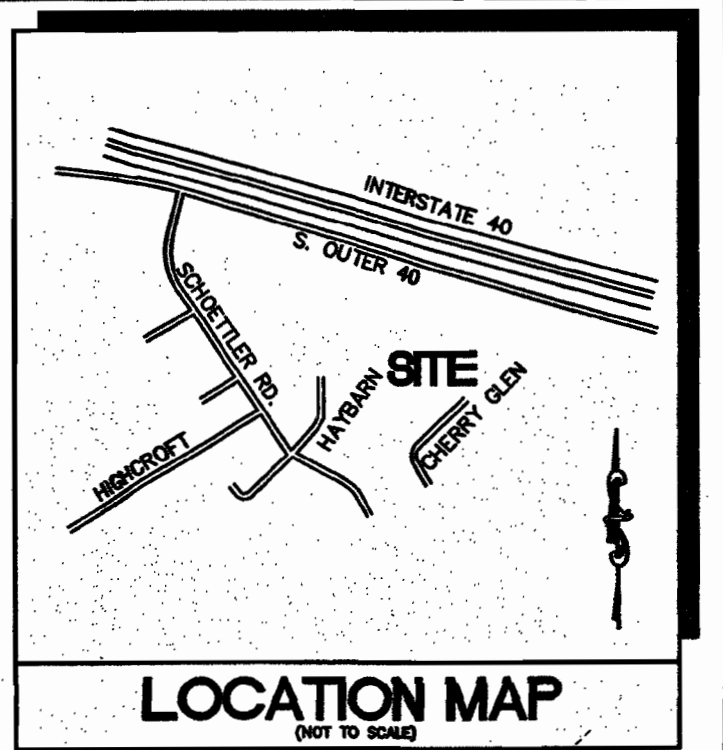 INTERSTATE 40
S. OUTER 40
SCHOETTLER RD.
SITE
HAYBARN
CHERRY GLEN
HIGHCROFT
LOCATION MAP
(NOT TO SCALE)